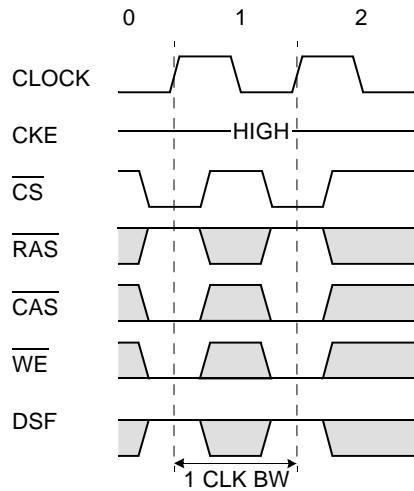 0 1 2
CLOCK
CKE HIGH
CS
RAS
CAS
WE
DSF
1 CLK BW